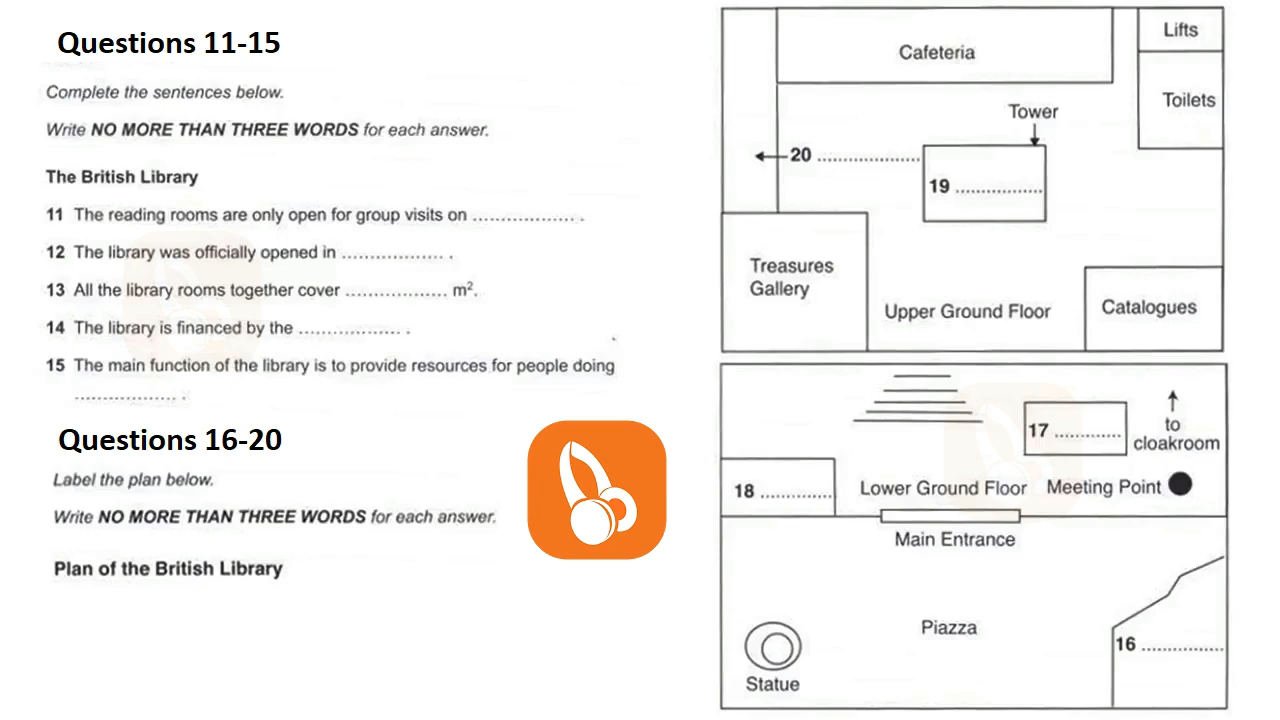 Questions 11-15
Complete the sentences below.
Write NO MORE THAN THREE WORDS for each answer.
The British Library
11 The reading rooms are only open for group visits on .................. .
12 The library was officially opened in .................. .
13 All the library rooms together cover .................. m².
14 The library is financed by the .................. .
15 The main function of the library is to provide resources for people doing
.................. .
Questions 16-20
Label the plan below.
Write NO MORE THAN THREE WORDS for each answer.
Plan of the British Library
Cafeteria
Lifts
Toilets
Tower
20 ..................
19 ..................
Treasures
Gallery
Upper Ground Floor
Catalogues
17 ..................
to
cloakroom
18 ..................
Lower Ground Floor
Meeting Point
Main Entrance
Piazza
16 ..................
Statue